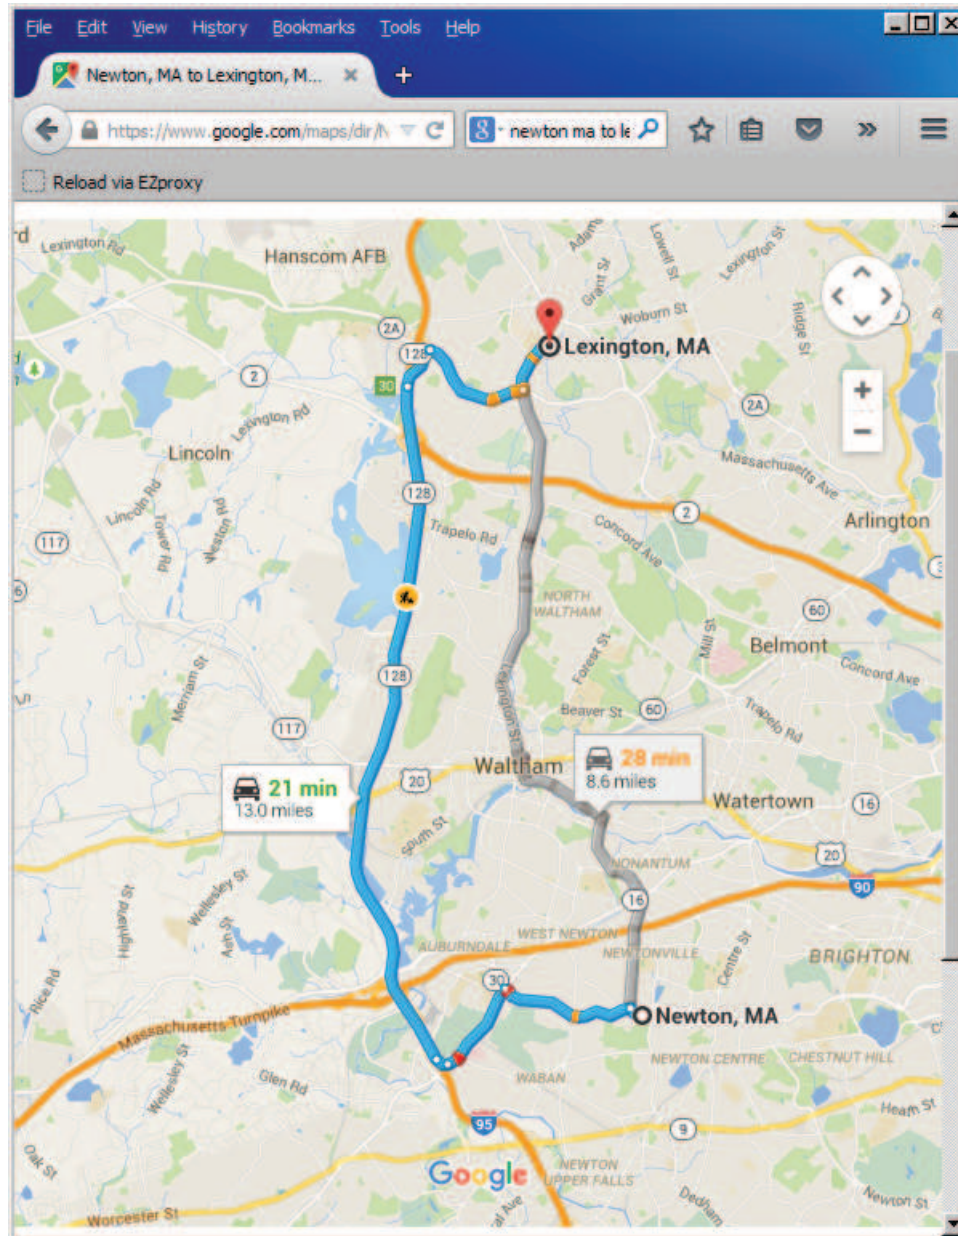 File Edit View History Bookmarks Tools Help
Newton, MA to Lexington, M...
https://www.google.com/maps/dir/N
8 newton ma to le
Reload via EZproxy
rd
Lexington Rd
Hanscom AFB
Adam
Grant St
Lowell St
Lexington St
Woburn St
Ridge St
2A
128
Lexington, MA
30
2
Lexington Rd
2A
Lincoln
Massachusetts Ave
128
Lincoln Rd
Tower Rd
Weston Rd
Trapelo Rd
2
Concord Ave
Arlington
117
NORTH
WALTHAM
60
Mill St
Forest St
Belmont
Merriam St
128
Lexington St
Concord Ave
Beaver St
60
Trapelo Rd
117
Waltham
28 min
8.6 miles
20
21 min
13.0 miles
Watertown
16
South St
20
NONANTUM
90
Highland St
Wellesley St
Ash St
16
AUBURNDALE
WEST NEWTON
NEWTONVILLE
Centre St
BRIGHTON
Rice Rd
30
Massachusetts Turnpike
Newton, MA
NEWTON CENTRE
CHESTNUT HILL
Glen Rd
Wellesley St
WABAN
95
9
Oak St
Google
NEWTON
UPPER FALLS
Worcester St
Dedham
Newton St